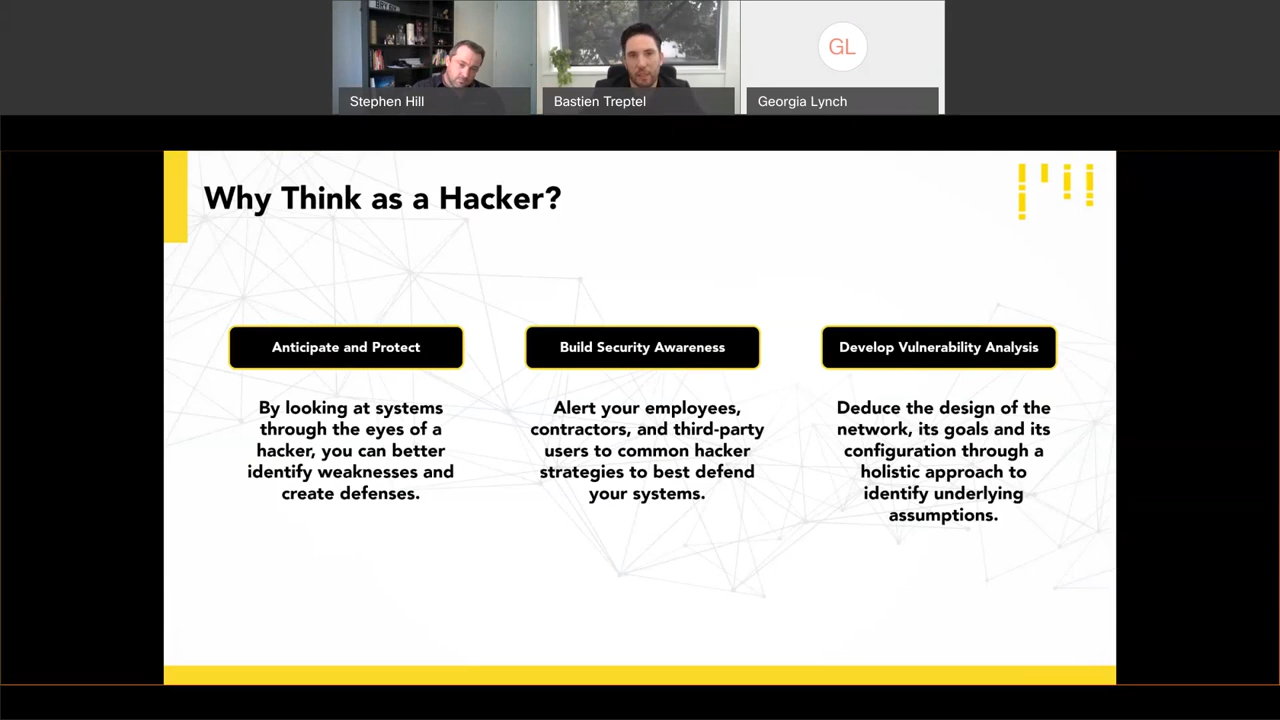 Stephen Hill
Bastien Treptel
GL
Georgia Lynch
Why Think as a Hacker?
Anticipate and Protect
By looking at systems
through the eyes of a
hacker, you can better
identify weaknesses and
create defenses.
Build Security Awareness
Alert your employees,
contractors, and third-party
users to common hacker
strategies to best defend
your systems.
Develop Vulnerability Analysis
Deduce the design of the
network, its goals and its
configuration through a
holistic approach to
identify underlying
assumptions.